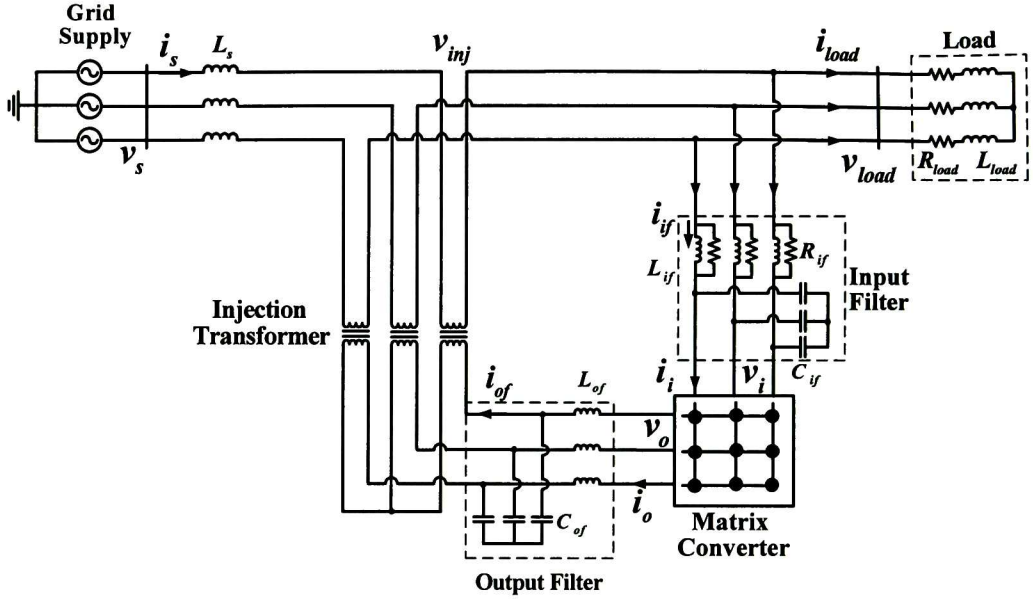 Grid
Supply
i_s
L_s
v_inj
i_load
Load
v_s
v_load
R_load
L_load
i_if
L_if
R_if
Input
Filter
Injection
Transformer
C_if
i_i
v_i
i_of
L_of
v_o
i_o
C_of
Matrix
Converter
Output Filter